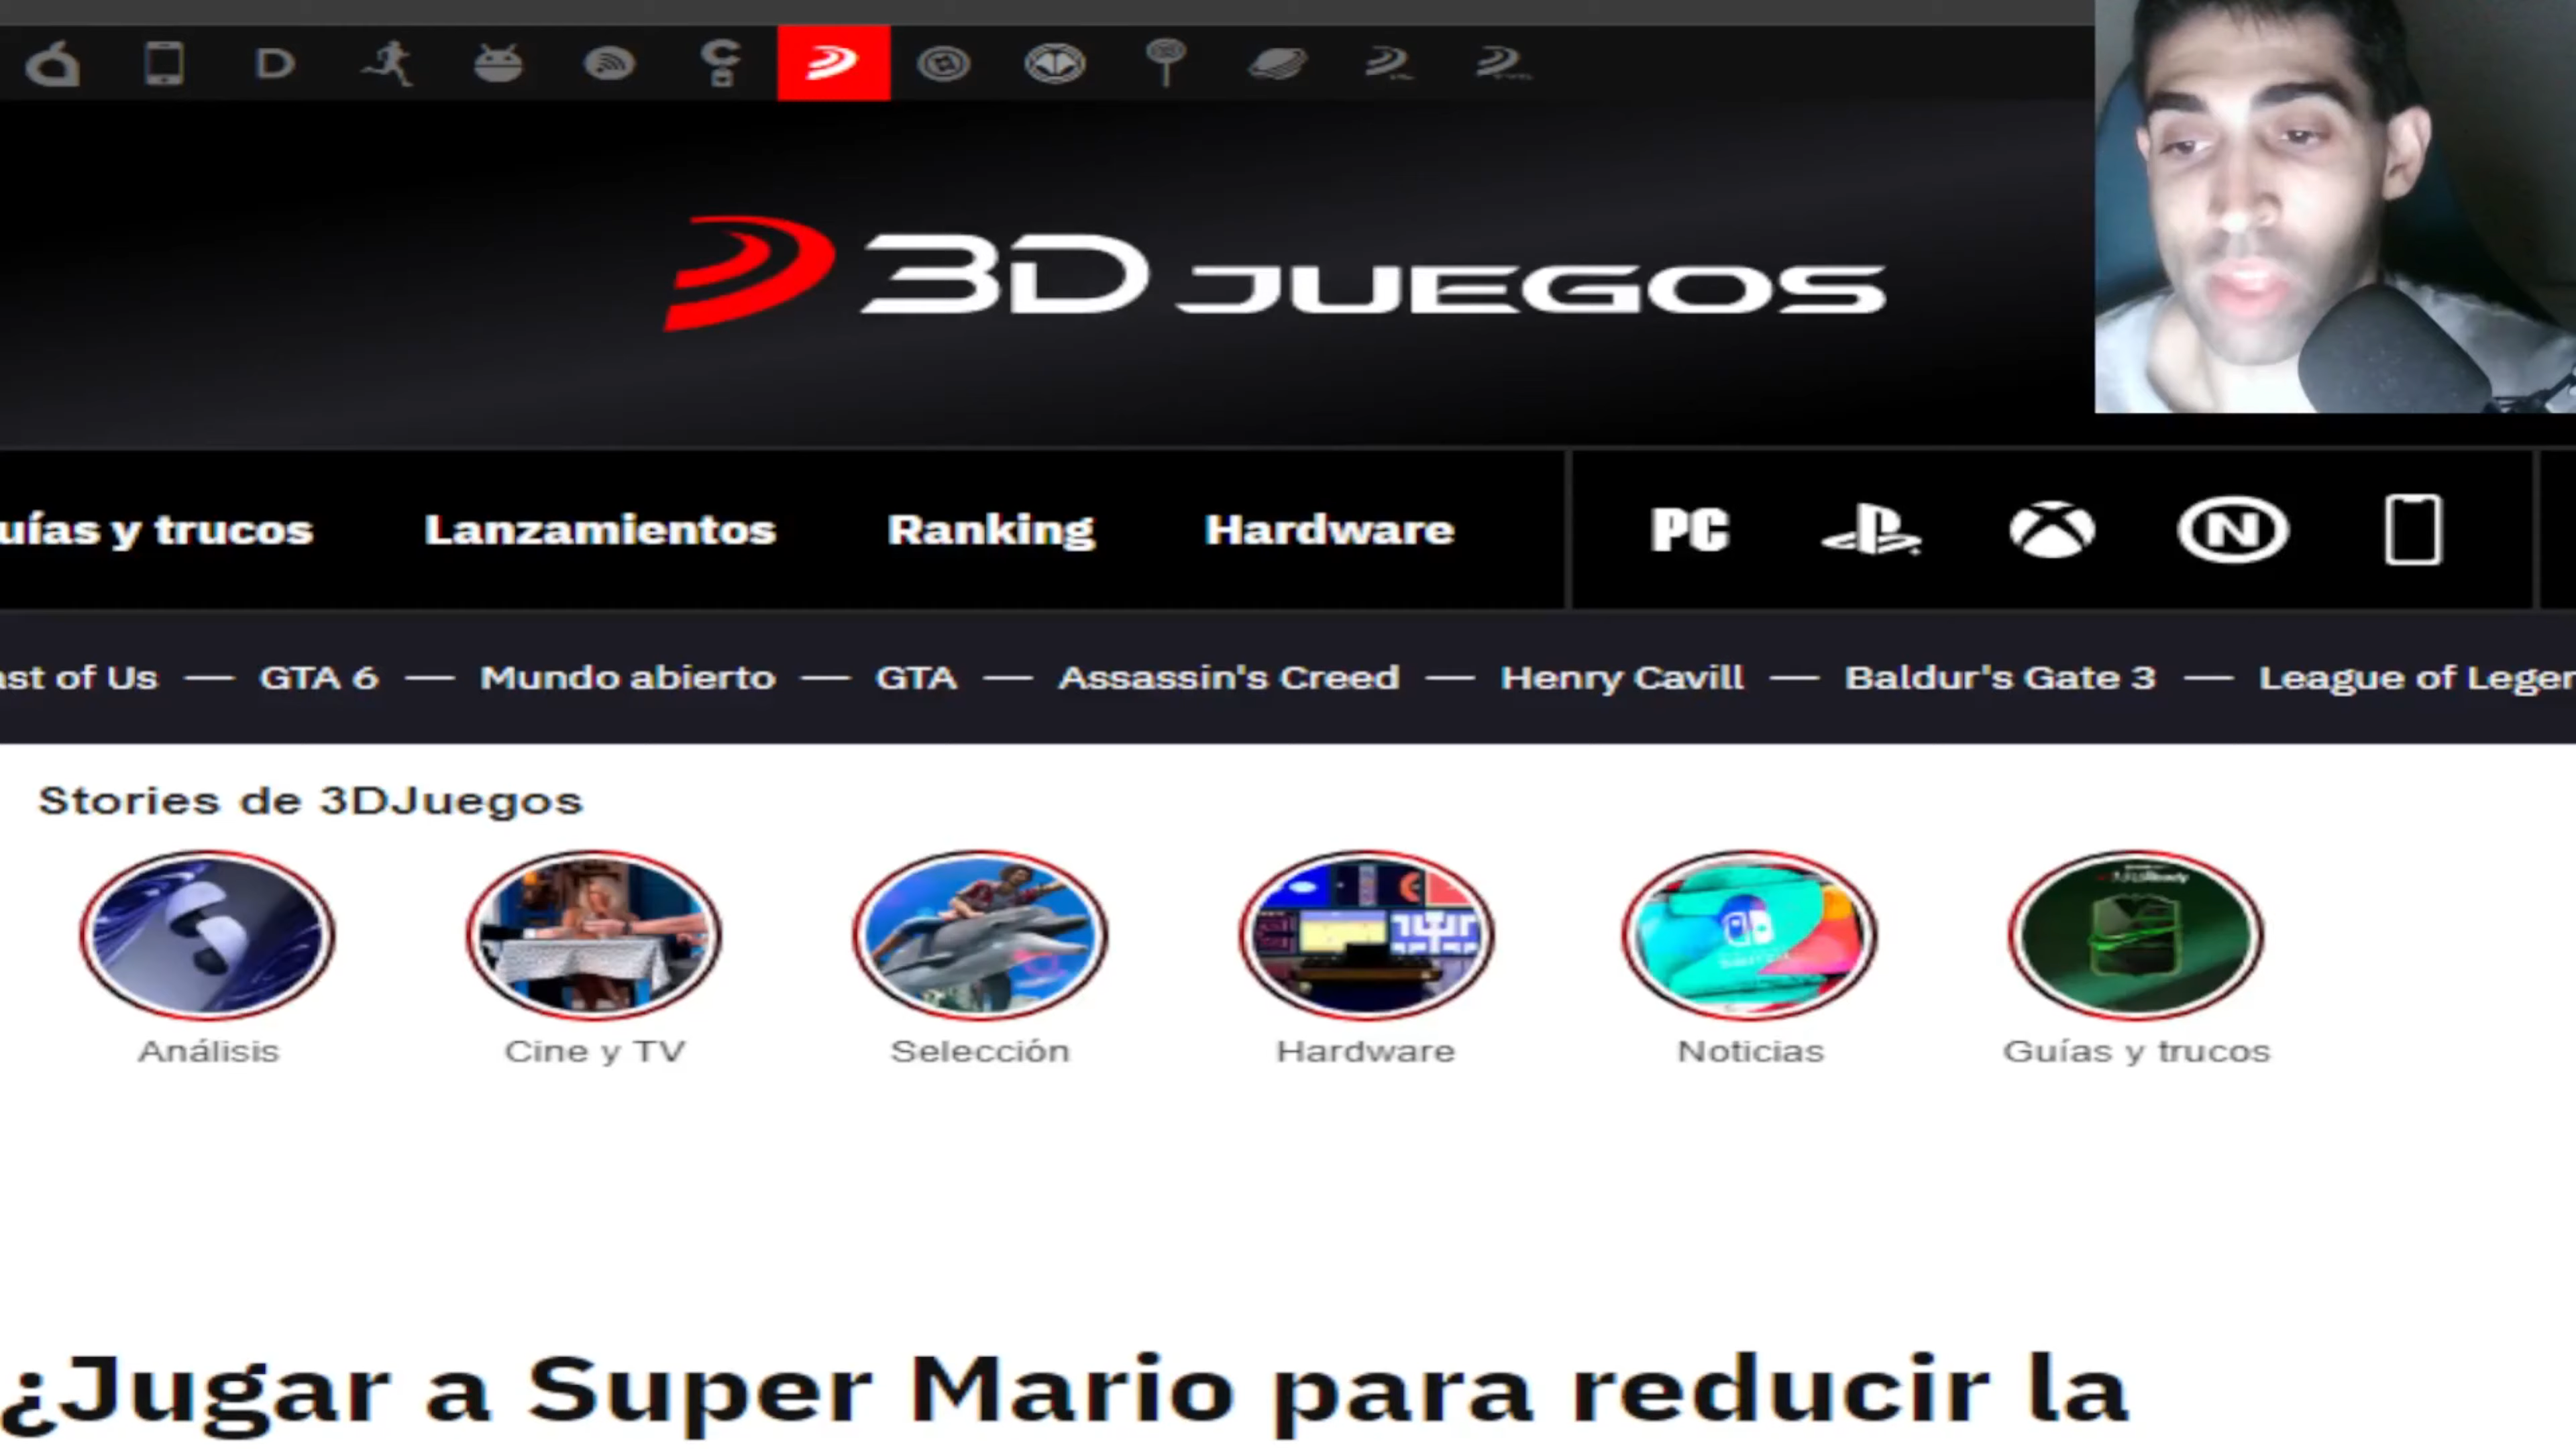 3D JUEGOS
uías y trucos Lanzamientos Ranking Hardware PC
ast of Us — GTA 6 — Mundo abierto — GTA — Assassin's Creed — Henry Cavill — Baldur's Gate 3 — League of Legen
Stories de 3DJuegos
Análisis Cine y TV Selección Hardware Noticias Guías y trucos
¿Jugar a Super Mario para reducir la